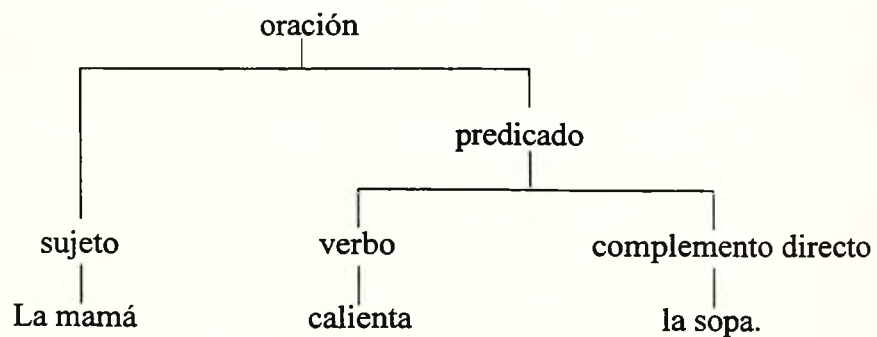 oración
predicado
sujeto verbo complemento directo
La mamá calienta la sopa.